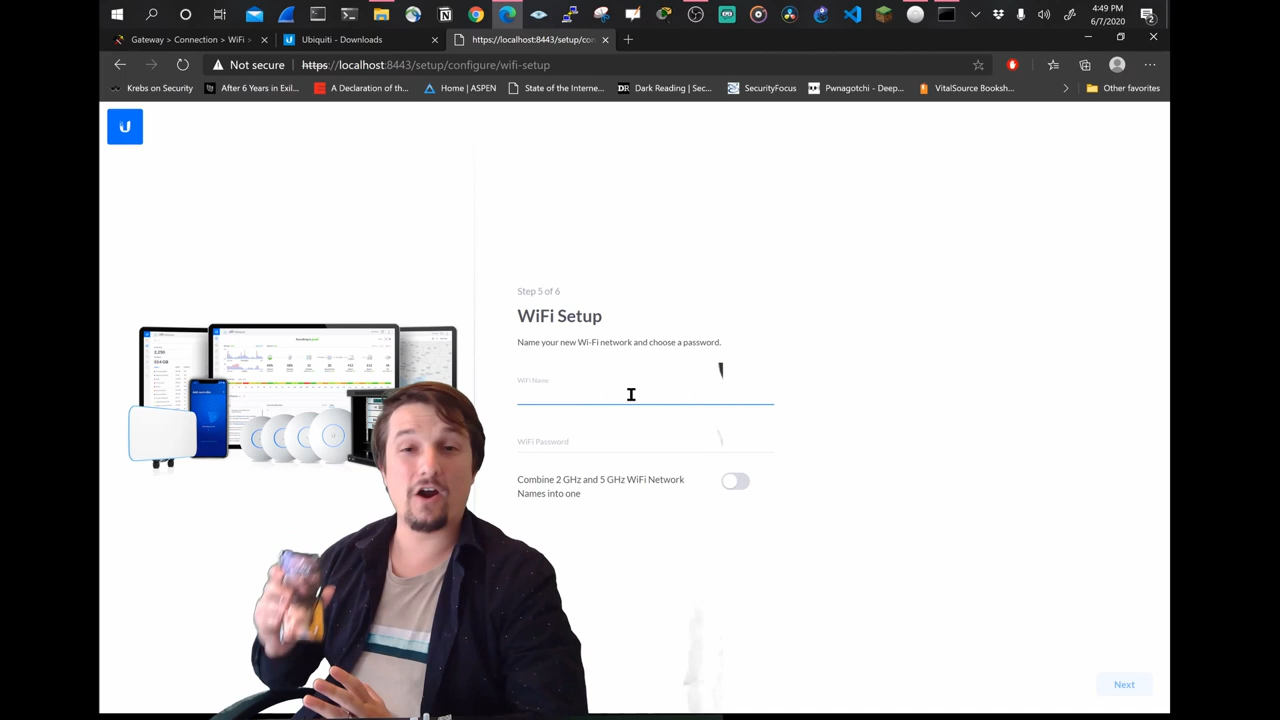 4:49 PM
6/7/2020
2
Gateway > Connection > WiFi >
Ubiquiti - Downloads
https://localhost:8443/setup/con
Not secure
https://localhost:8443/setup/configure/wifi-setup
Krebs on Security
After 6 Years in Exil...
A Declaration of th...
Home | ASPEN
State of the Interne...
DR Dark Reading | Sec...
SecurityFocus
Pwnagotchi - Deep...
VitalSource Booksh...
Other favorites
U
Step 5 of 6
WiFi Setup
Name your new Wi-Fi network and choose a password.
WiFi Name
WiFi Password
Combine 2 GHz and 5 GHz WiFi Network
Names into one
Next